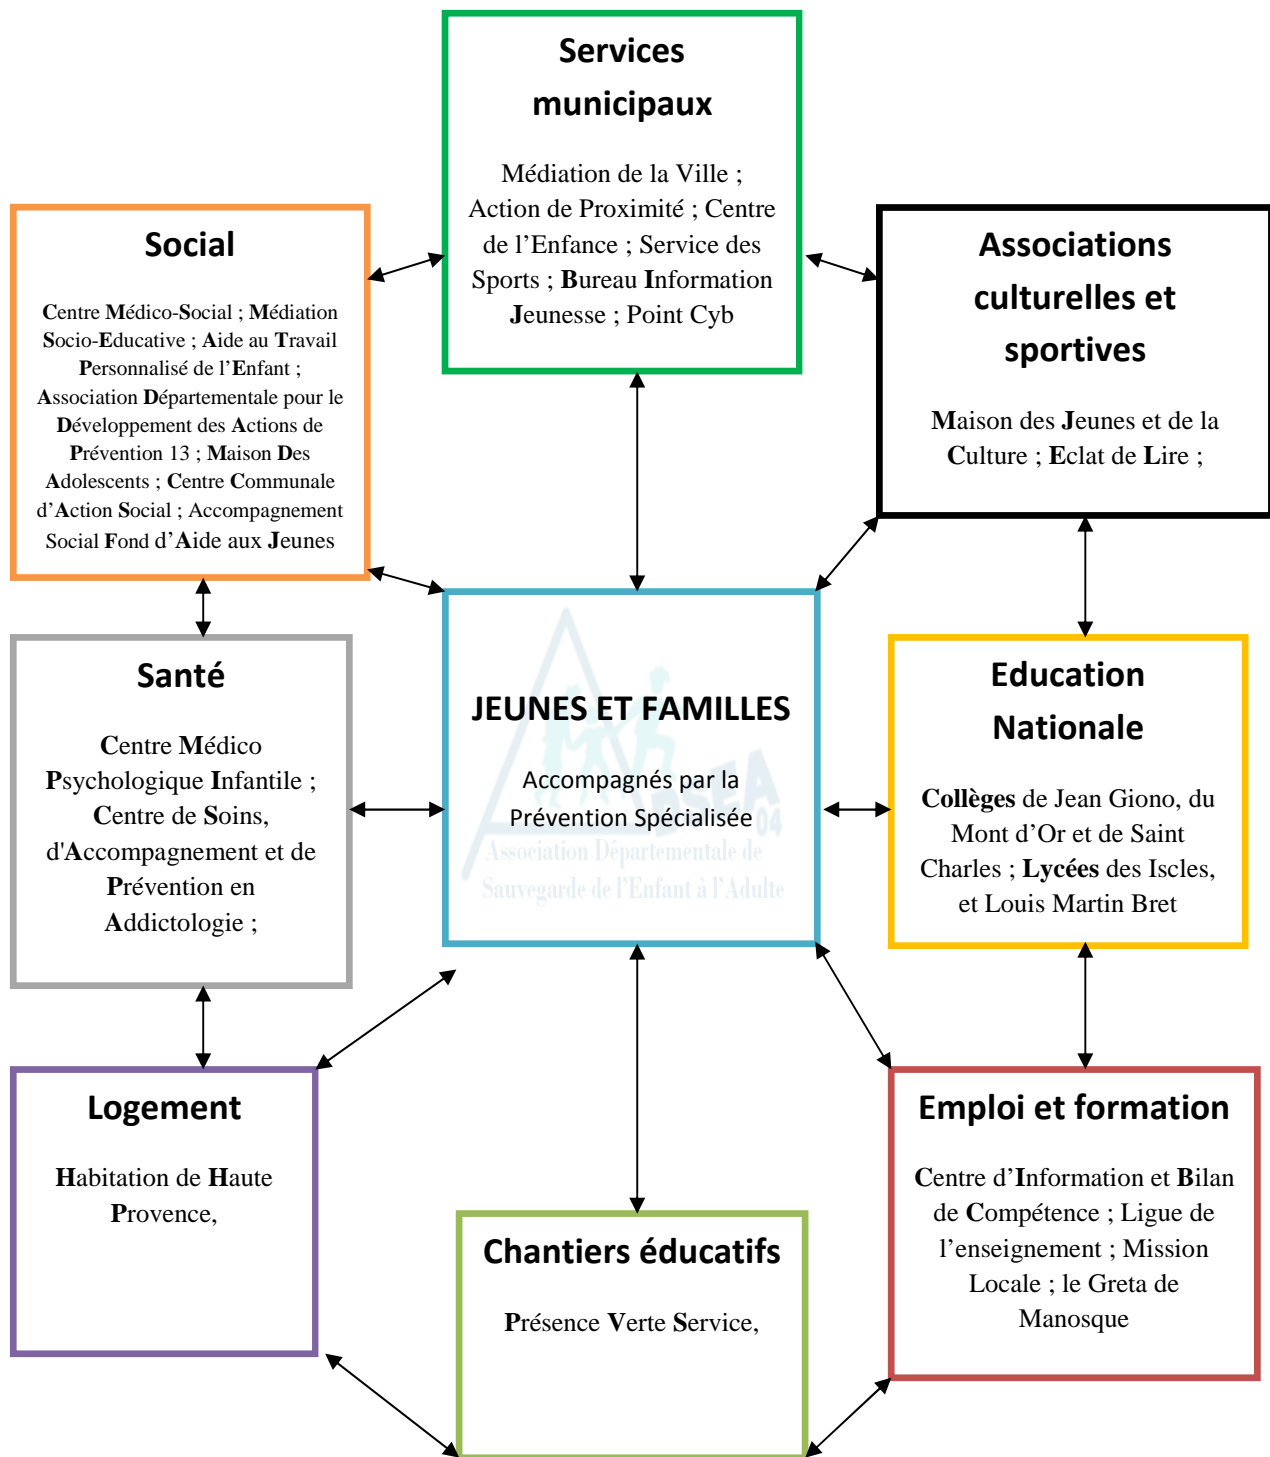 Services
municipaux
Médiation de la Ville ;
Action de Proximité ; Centre
de l’Enfance ; Service des
Sports ; Bureau Information
Jeunesse ; Point Cyb
Social
Centre Médico-Social ; Médiation
Socio-Educative ; Aide au Travail
Personnalisé de l’Enfant ;
Association Départementale pour le
Développement des Actions de
Prévention 13 ; Maison Des
Adolescents ; Centre Communale
d’Action Social ; Accompagnement
Social Fond d’Aide aux Jeunes
Associations
culturelles et
sportives
Maison des Jeunes et de la
Culture ; Eclat de Lire ;
Santé
Centre Médico
Psychologique Infantile ;
Centre de Soins,
d'Accompagnement et de
Prévention en
Addictologie ;
JEUNES ET FAMILLES
Accompagnés par la
Prévention Spécialisée
ADSEA
04
Association Départementale de
Sauvegarde de l’Enfant à l’Adulte
Education
Nationale
Collèges de Jean Giono, du
Mont d’Or et de Saint
Charles ; Lycées des Iscles,
et Louis Martin Bret
Logement
Habitation de Haute
Provence,
Chantiers éducatifs
Présence Verte Service,
Emploi et formation
Centre d’Information et Bilan
de Compétence ; Ligue de
l’enseignement ; Mission
Locale ; le Greta de
Manosque